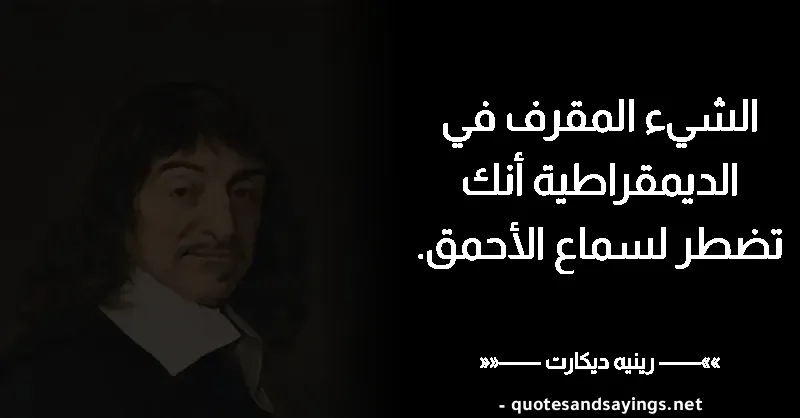 الشيء المقرف في
الديمقراطية أنك
تضطر لسماع الأحمق.
»»—— رينيه ديكارت ——««
- quotesandsayings.net